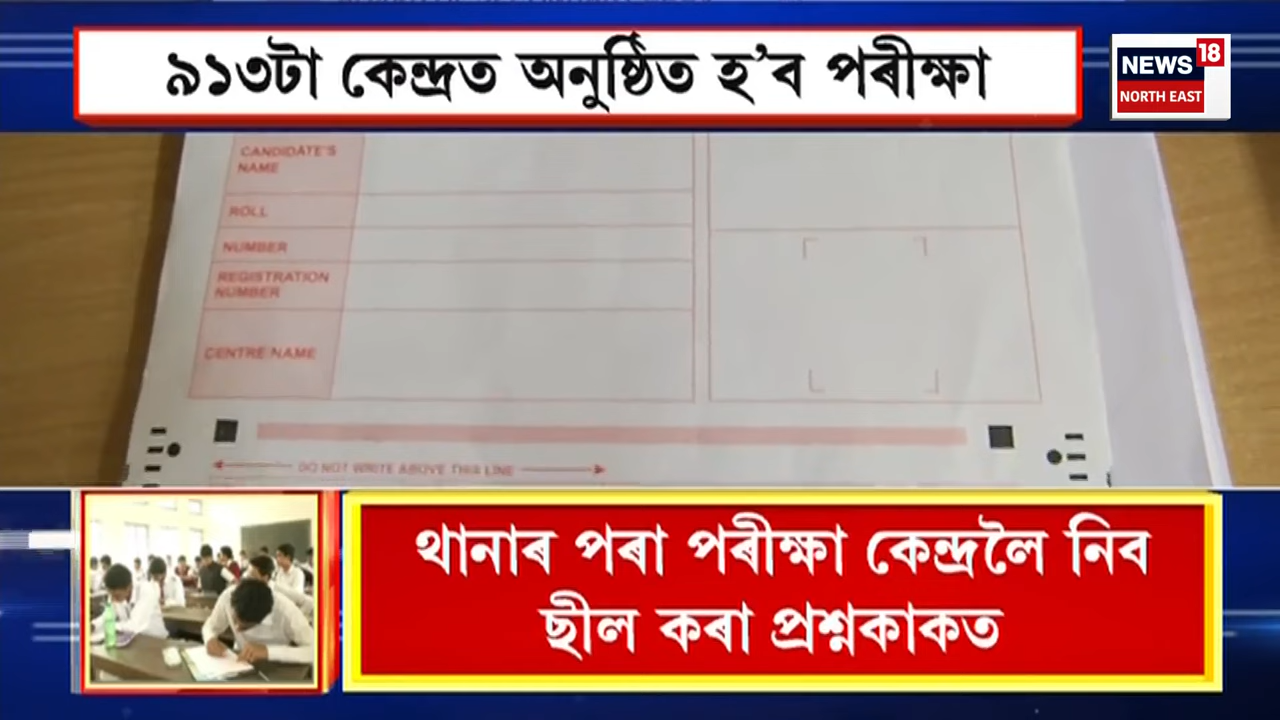 ৯১৩টা কেন্দ্ৰত অনুষ্ঠিত হ'ব পৰীক্ষা
NEWS 18
NORTH EAST
CANDIDATE'S
NAME
ROLL
NUMBER
REGISTRATION
NUMBER
CENTRE NAME
DO NOT WRITE ABOVE THIS LINE
থানাৰ পৰা পৰীক্ষা কেন্দ্ৰলৈ নিব
ছীল কৰা প্ৰশ্নকাকত